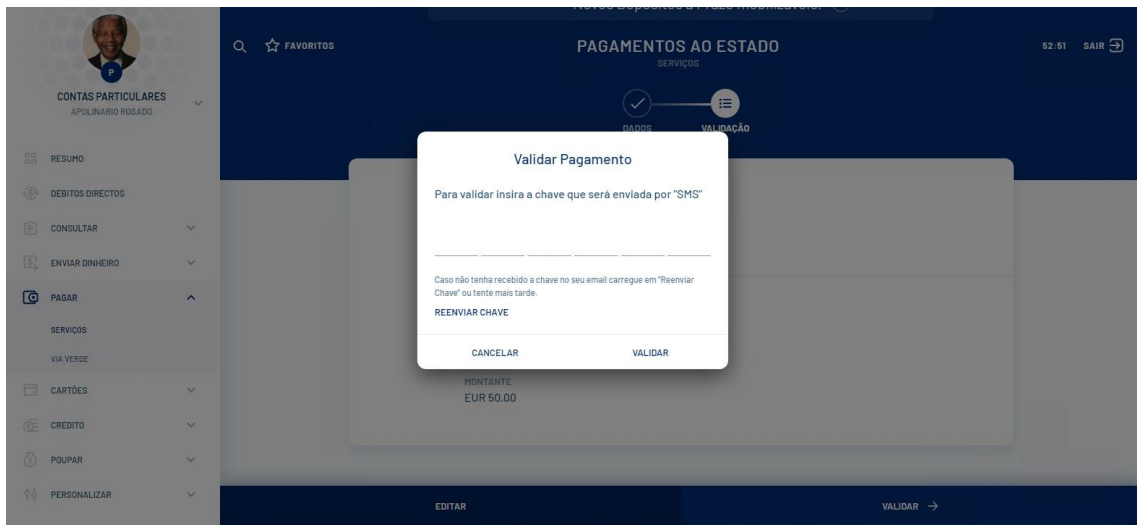 P
CONTAS PARTICULARES
APOLINARIO ROSADO
RESUMO
DEBITOS DIRECTOS
CONSULTAR
ENVIAR DINHEIRO
PAGAR
SERVIÇOS
VIA VERDE
CARTÕES
CRÉDITO
POUPAR
PERSONALIZAR
FAVORITOS
PAGAMENTOS AO ESTADO
SERVIÇOS
52:51 SAIR
DADOS VALIDAÇÃO
Validar Pagamento
Para validar insira a chave que será enviada por "SMS"
Caso não tenha recebido a chave no seu email carregue em "Reenviar
Chave" ou tente mais tarde.
REENVIAR CHAVE
CANCELAR VALIDAR
MONTANTE
EUR 50.00
EDITAR VALIDAR →